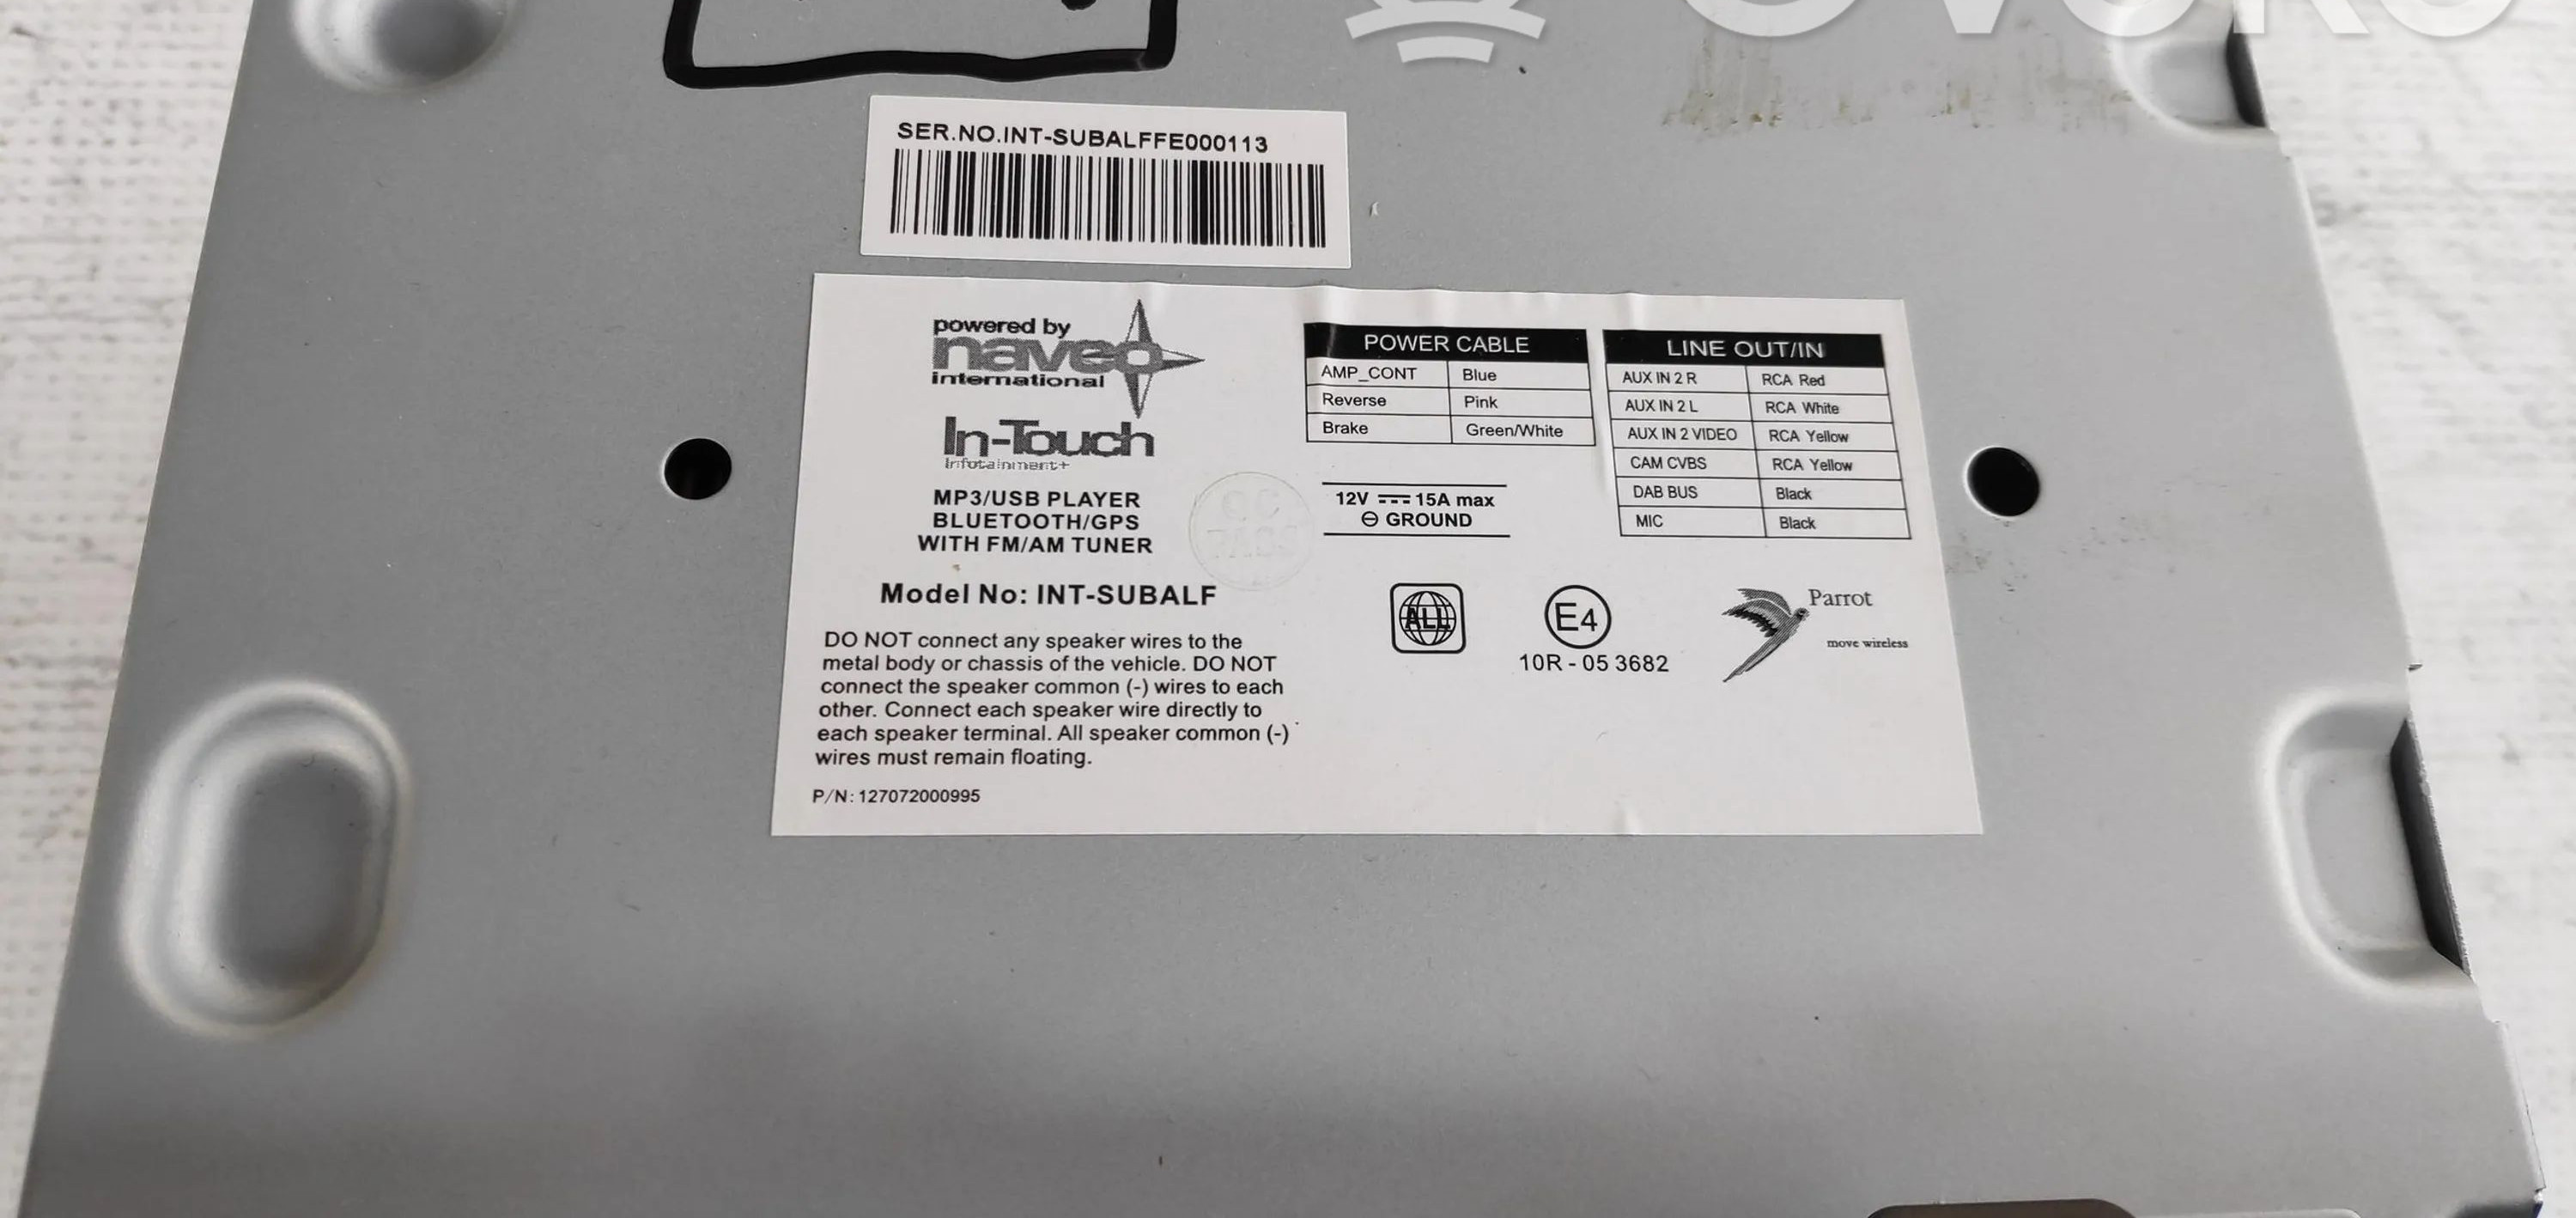 SER.NO.INT-SUBALFFE000113
powered by
naveo
international
In-Touch
Infotainment+
MP3/USB PLAYER
BLUETOOTH/GPS
WITH FM/AM TUNER
Model No: INT-SUBALF
DO NOT connect any speaker wires to the
metal body or chassis of the vehicle. DO NOT
connect the speaker common (-) wires to each
other. Connect each speaker wire directly to
each speaker terminal. All speaker common (-)
wires must remain floating.
P/N: 127072000995
POWER CABLE
AMP_CONT Blue
Reverse Pink
Brake Green/White
12V 15A max
⊖ GROUND
LINE OUT/IN
AUX IN 2 R RCA Red
AUX IN 2 L RCA White
AUX IN 2 VIDEO RCA Yellow
CAM CVBS RCA Yellow
DAB BUS Black
MIC Black
ALL
E4
10R - 05 3682
Parrot
move wireless